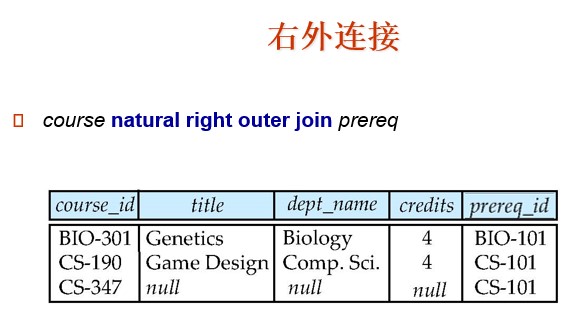 右外连接
course natural right outer join prereq
course_id title dept_name credits prereq_id
BIO-301 Genetics Biology 4 BIO-101
CS-190 Game Design Comp. Sci. 4 CS-101
CS-347 null null null CS-101